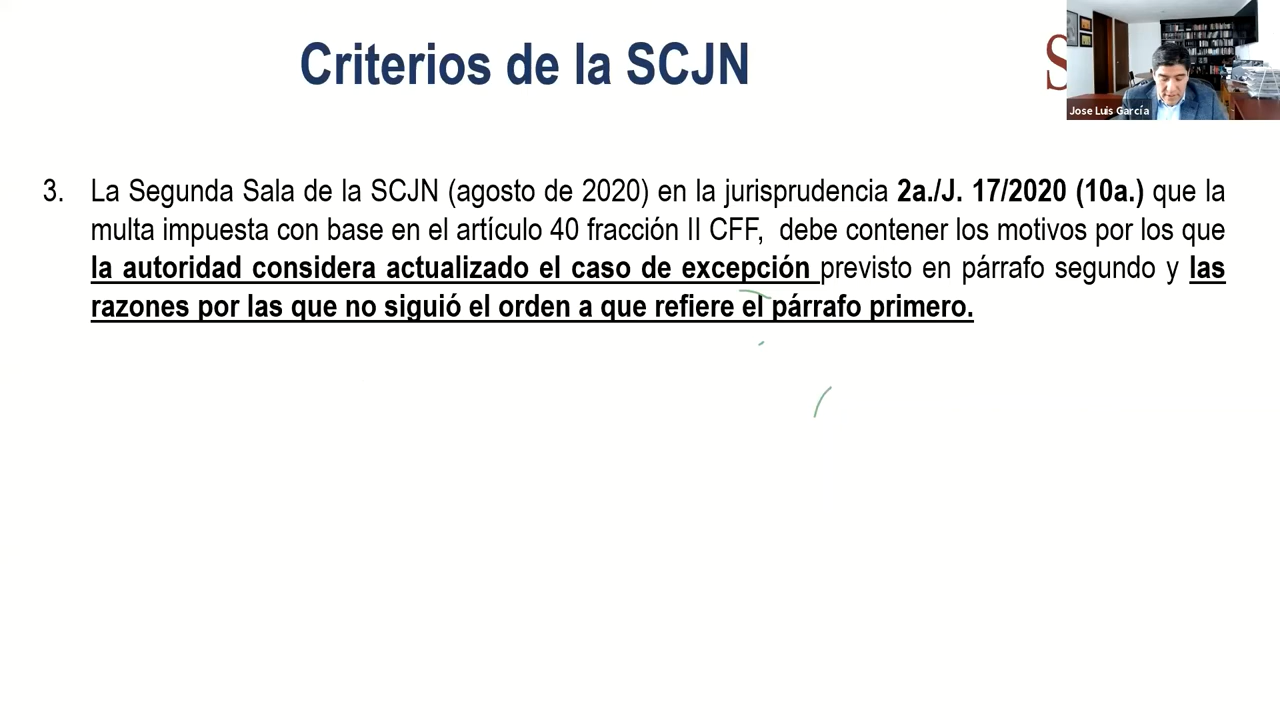 Criterios de la SCJN
S
Jose Luis García
3. La Segunda Sala de la SCJN (agosto de 2020) en la jurisprudencia 2a./J. 17/2020 (10a.) que la
multa impuesta con base en el artículo 40 fracción II CFF, debe contener los motivos por los que
la autoridad considera actualizado el caso de excepción previsto en párrafo segundo y las
razones por las que no siguió el orden a que refiere el párrafo primero.